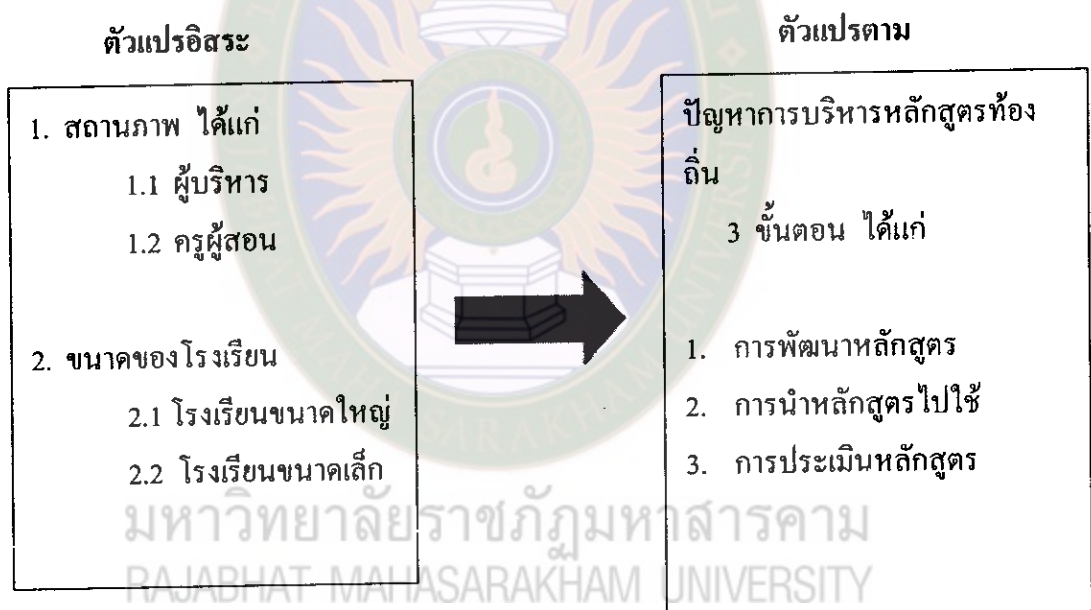 ตัวแปรอิสระ
1. สถานภาพ ได้แก่
1.1 ผู้บริหาร
1.2 ครูผู้สอน
2. ขนาดของโรงเรียน
2.1 โรงเรียนขนาดใหญ่
2.2 โรงเรียนขนาดเล็ก
ตัวแปรตาม
ปัญหาการบริหารหลักสูตรท้อง
ถิ่น
3 ขั้นตอน ได้แก่
1. การพัฒนาหลักสูตร
2. การนำหลักสูตรไปใช้
3. การประเมินหลักสูตร
มหาวิทยาลัยราชภัฏมหาสารคาม
RAJABHAT MAHASARAKHAM UNIVERSITY